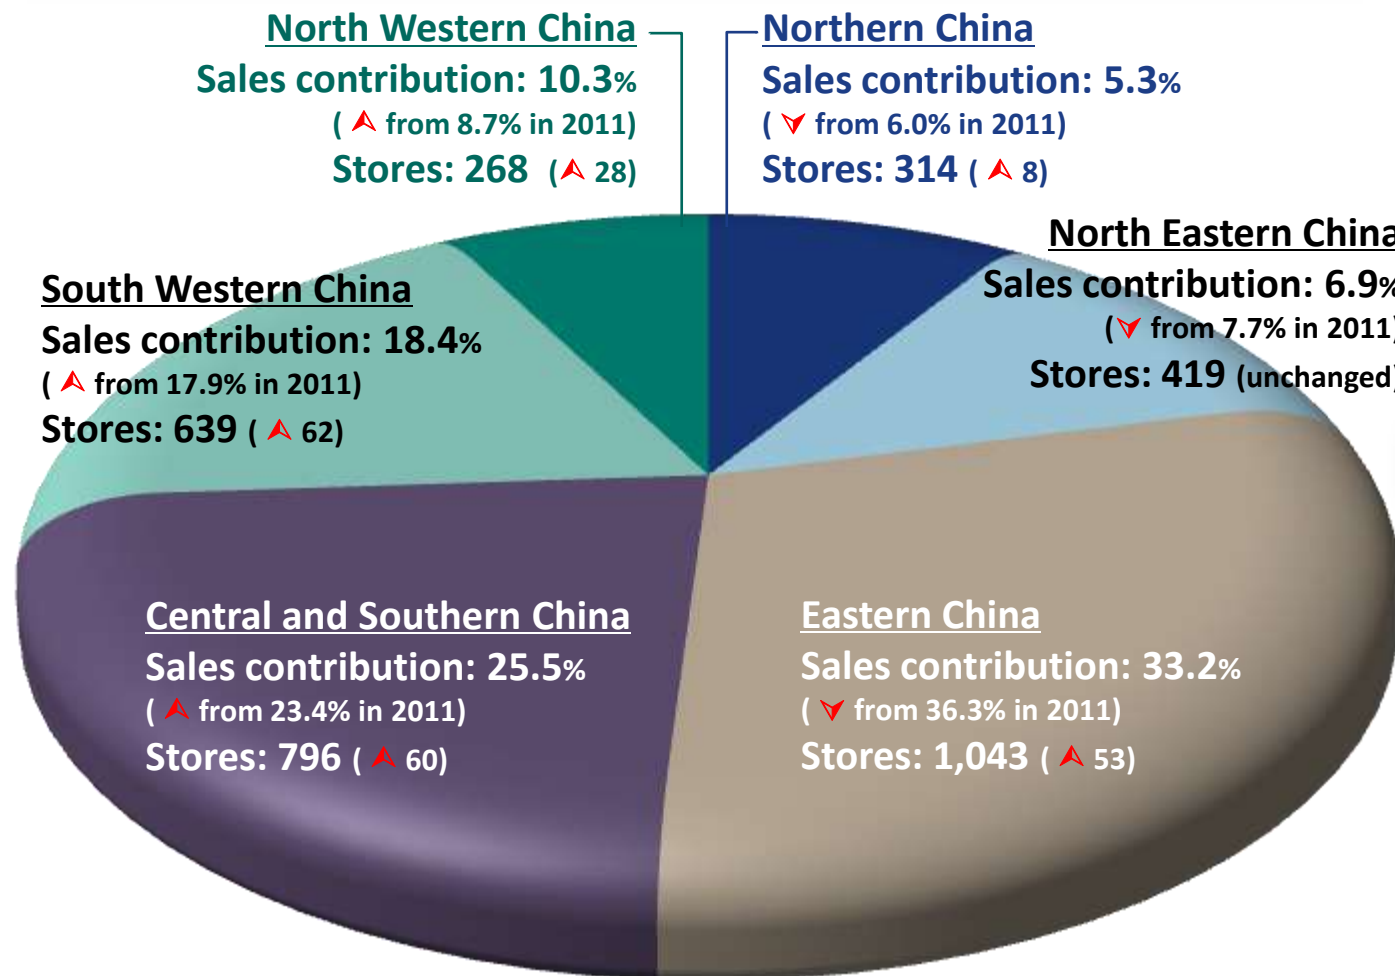 North Western China
Sales contribution: 10.3%
( from 8.7% in 2011)
Stores: 268 ( 28)
Northern China
Sales contribution: 5.3%
( from 6.0% in 2011)
Stores: 314 ( 8)
North Eastern China
Sales contribution: 6.9%
( from 7.7% in 2011)
Stores: 419 (unchanged)
South Western China
Sales contribution: 18.4%
( from 17.9% in 2011)
Stores: 639 ( 62)
Central and Southern China
Sales contribution: 25.5%
( from 23.4% in 2011)
Stores: 796 ( 60)
Eastern China
Sales contribution: 33.2%
( from 36.3% in 2011)
Stores: 1,043 ( 53)